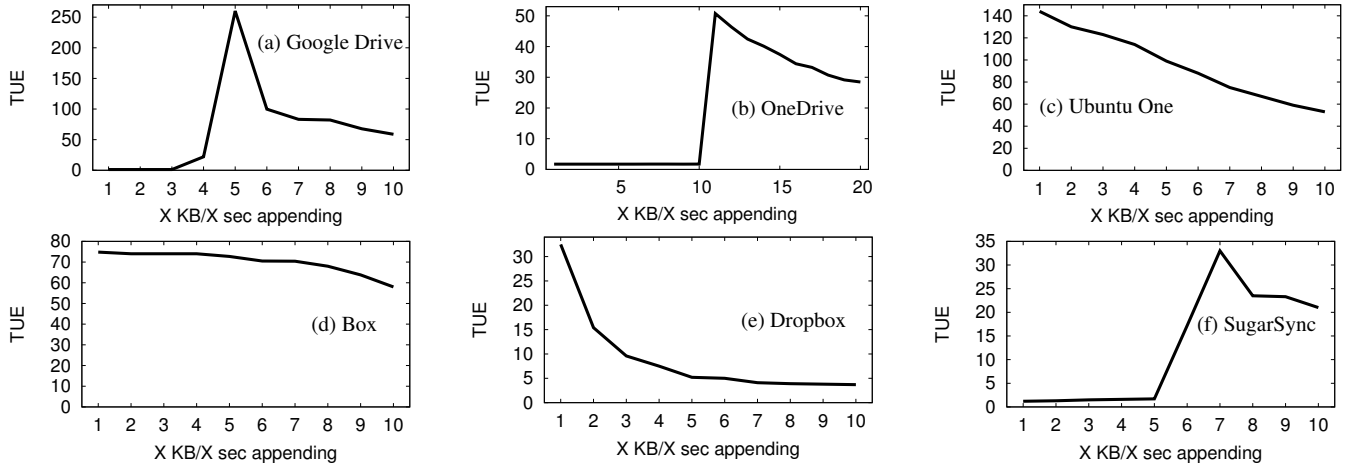 250
200
150
100
50
0
TUE
(a) Google Drive
1 2 3 4 5 6 7 8 9 10
X KB/X sec appending
50
40
30
20
10
0
TUE
(b) OneDrive
5 10 15 20
X KB/X sec appending
140
120
100
80
60
40
20
0
TUE
(c) Ubuntu One
1 2 3 4 5 6 7 8 9 10
X KB/X sec appending
80
70
60
50
40
30
20
10
0
TUE
(d) Box
1 2 3 4 5 6 7 8 9 10
X KB/X sec appending
30
25
20
15
10
5
0
TUE
(e) Dropbox
1 2 3 4 5 6 7 8 9 10
X KB/X sec appending
35
30
25
20
15
10
5
0
TUE
(f) SugarSync
1 2 3 4 5 6 7 8 9 10
X KB/X sec appending